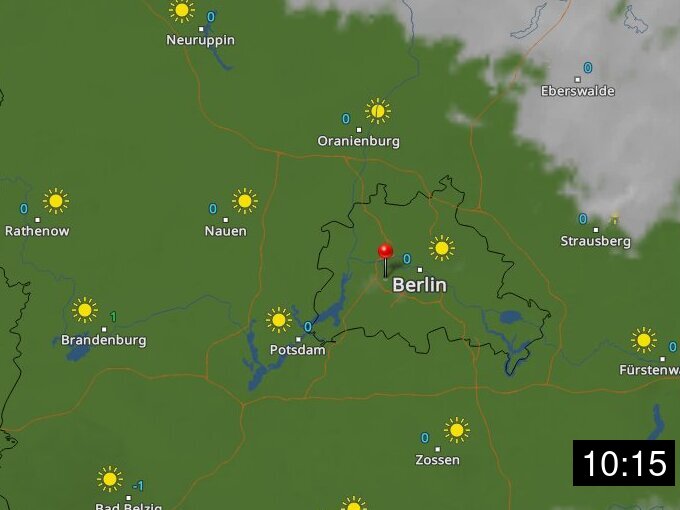 0
Neuruppin
0
Eberswalde
0
Oranienburg
0
Rathenow
0
Nauen
0
Strausberg
0
Berlin
1
Brandenburg
0
Potsdam
0
Fürstenwa
0
Zossen
10:15
-1
Bad Belzig